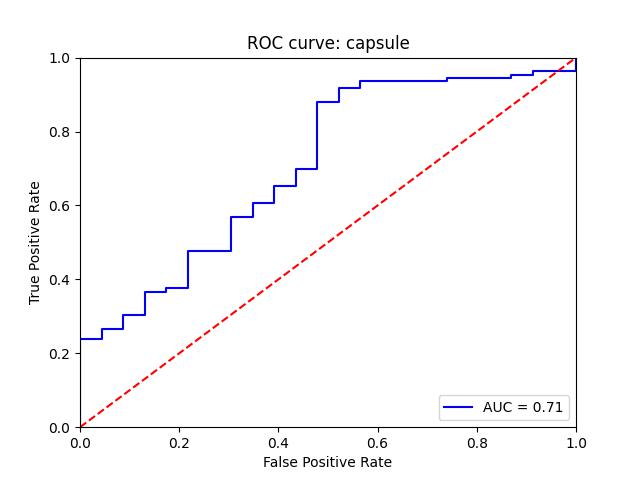 ROC curve: capsule
True Positive Rate
1.0
0.8
0.6
0.4
0.2
0.0
AUC = 0.71
0.0 0.2 0.4 0.6 0.8 1.0
False Positive Rate